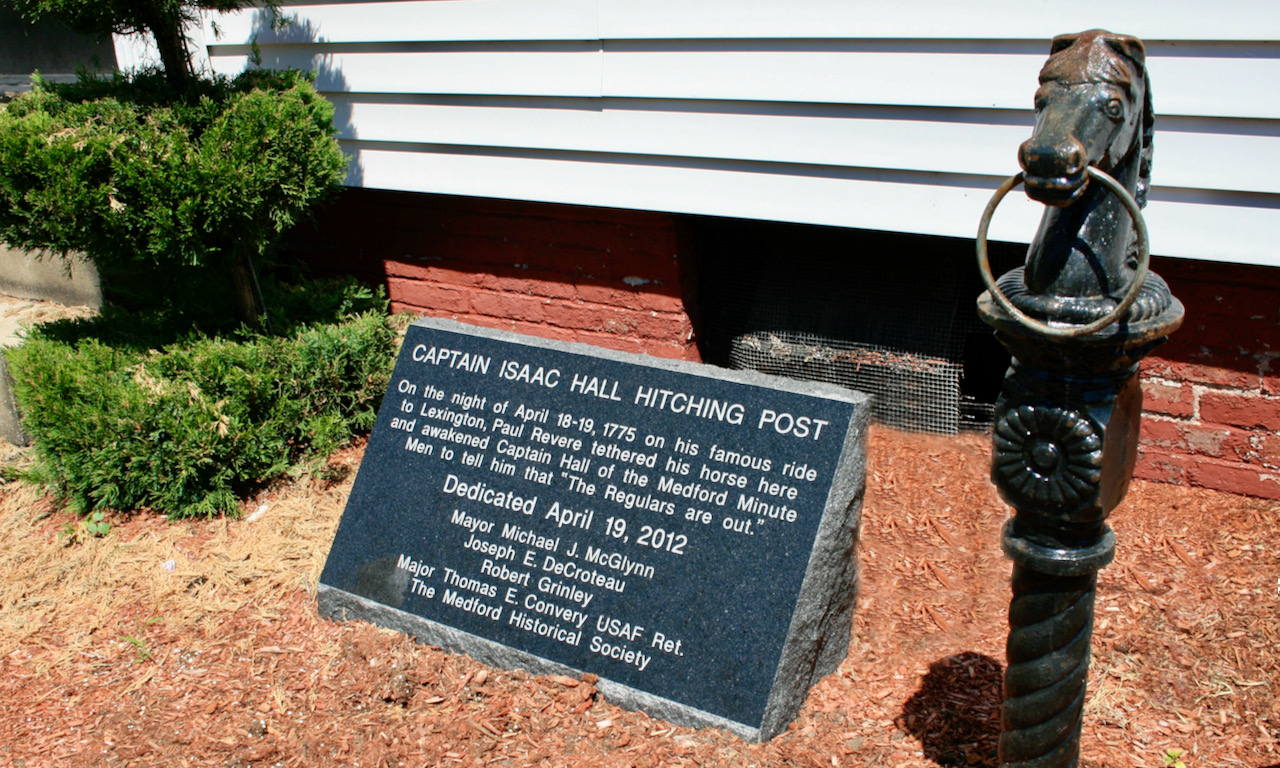 CAPTAIN ISAAC HALL HITCHING POST
On the night of April 18-19, 1775 on his famous ride
to Lexington, Paul Revere tethered his horse here
and awakened Captain Hall of the Medford Minute
Men to tell him that "The Regulars are out."
Dedicated April 19, 2012
Mayor Michael J. McGlynn
Joseph E. DeCroteau
Robert Grinley
Major Thomas E. Convery USAF Ret.
The Medford Historical Society